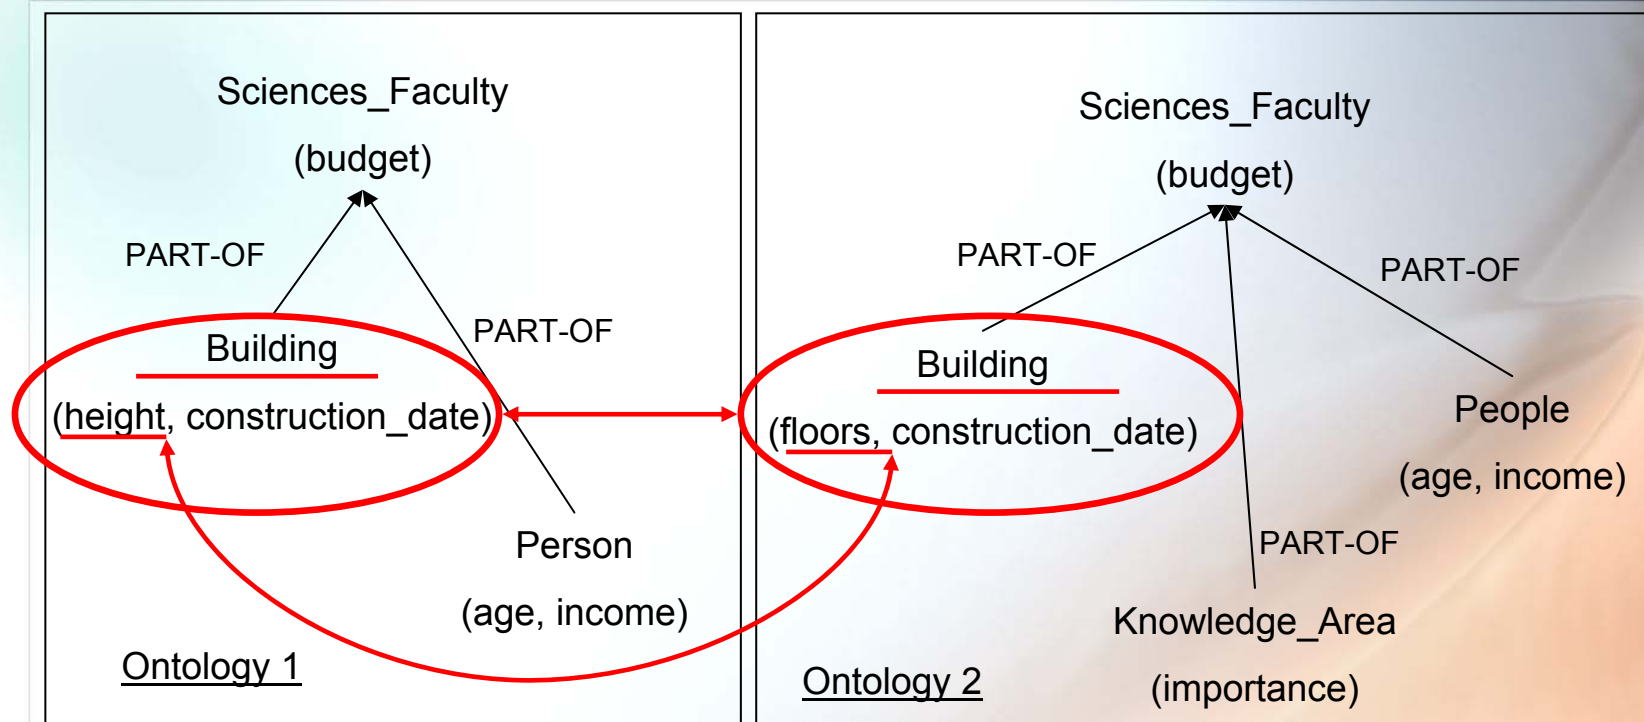 Sciences_Faculty
(budget)
PART-OF
PART-OF
Building
(height, construction_date)
Person
(age, income)
Ontology 1
Sciences_Faculty
(budget)
PART-OF
PART-OF
Building
(floors, construction_date)
People
(age, income)
PART-OF
Knowledge_Area
(importance)
Ontology 2